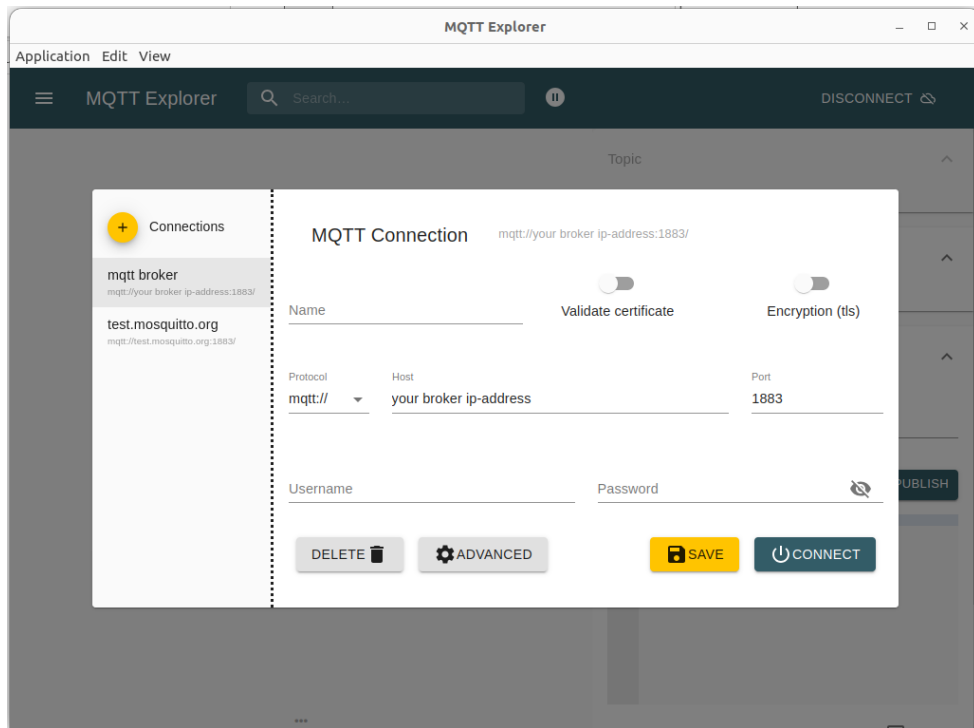 MQTT Explorer
Application Edit View
MQTT Explorer
Search...
DISCONNECT
Topic
Connections
mqtt broker
mqtt://your broker ip-address:1883/
test.mosquitto.org
mqtt://test.mosquitto.org:1883/
MQTT Connection mqtt://your broker ip-address:1883/
Name
Validate certificate
Encryption (tls)
Protocol Host Port
mqtt:// your broker ip-address 1883
Username Password
PUBLISH
DELETE ADVANCED SAVE CONNECT